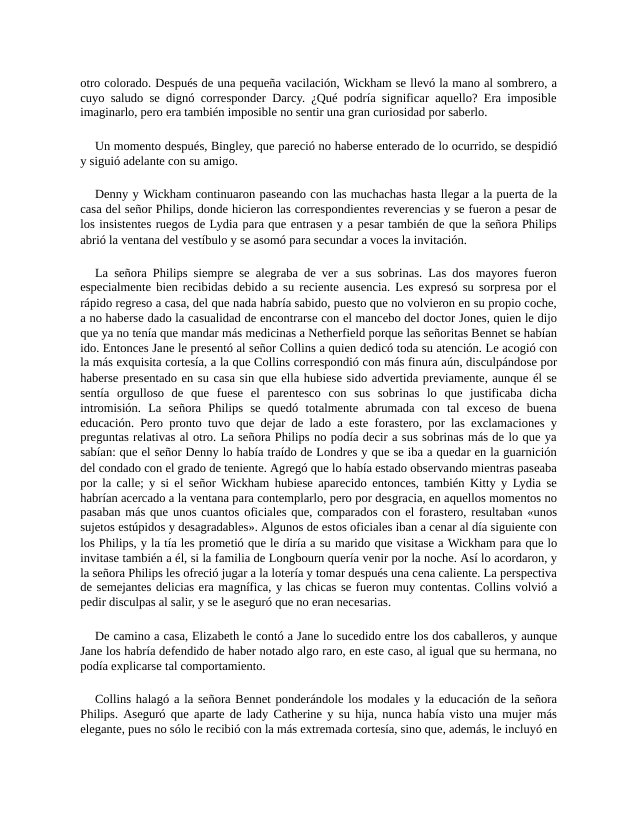 otro colorado. Después de una pequeña vacilación, Wickham se llevó la mano al sombrero, a
cuyo saludo se dignó corresponder Darcy. ¿Qué podría significar aquello? Era imposible
imaginarlo, pero era también imposible no sentir una gran curiosidad por saberlo.
Un momento después, Bingley, que pareció no haberse enterado de lo ocurrido, se despidió
y siguió adelante con su amigo.
Denny y Wickham continuaron paseando con las muchachas hasta llegar a la puerta de la
casa del señor Philips, donde hicieron las correspondientes reverencias y se fueron a pesar de
los insistentes ruegos de Lydia para que entrasen y a pesar también de que la señora Philips
abrió la ventana del vestíbulo y se asomó para secundar a voces la invitación.
La señora Philips siempre se alegraba de ver a sus sobrinas. Las dos mayores fueron
especialmente bien recibidas debido a su reciente ausencia. Les expresó su sorpresa por el
rápido regreso a casa, del que nada habría sabido, puesto que no volvieron en su propio coche,
a no haberse dado la casualidad de encontrarse con el mancebo del doctor Jones, quien le dijo
que ya no tenía que mandar más medicinas a Netherfield porque las señoritas Bennet se habían
ido. Entonces Jane le presentó al señor Collins a quien dedicó toda su atención. Le acogió con
la más exquisita cortesía, a la que Collins correspondió con más finura aún, disculpándose por
haberse presentado en su casa sin que ella hubiese sido advertida previamente, aunque él se
sentía orgulloso de que fuese el parentesco con sus sobrinas lo que justificaba dicha
intromisión. La señora Philips se quedó totalmente abrumada con tal exceso de buena
educación. Pero pronto tuvo que dejar de lado a este forastero, por las exclamaciones y
preguntas relativas al otro. La señora Philips no podía decir a sus sobrinas más de lo que ya
sabían: que el señor Denny lo había traído de Londres y que se iba a quedar en la guarnición
del condado con el grado de teniente. Agregó que lo había estado observando mientras paseaba
por la calle; y si el señor Wickham hubiese aparecido entonces, también Kitty y Lydia se
habrían acercado a la ventana para contemplarlo, pero por desgracia, en aquellos momentos no
pasaban más que unos cuantos oficiales que, comparados con el forastero, resultaban «unos
sujetos estúpidos y desagradables». Algunos de estos oficiales iban a cenar al día siguiente con
los Philips, y la tía les prometió que le diría a su marido que visitase a Wickham para que lo
invitase también a él, si la familia de Longbourn quería venir por la noche. Así lo acordaron, y
la señora Philips les ofreció jugar a la lotería y tomar después una cena caliente. La perspectiva
de semejantes delicias era magnífica, y las chicas se fueron muy contentas. Collins volvió a
pedir disculpas al salir, y se le aseguró que no eran necesarias.
De camino a casa, Elizabeth le contó a Jane lo sucedido entre los dos caballeros, y aunque
Jane los habría defendido de haber notado algo raro, en este caso, al igual que su hermana, no
podía explicarse tal comportamiento.
Collins halagó a la señora Bennet ponderándole los modales y la educación de la señora
Philips. Aseguró que aparte de lady Catherine y su hija, nunca había visto una mujer más
elegante, pues no sólo le recibió con la más extremada cortesía, sino que, además, le incluyó en